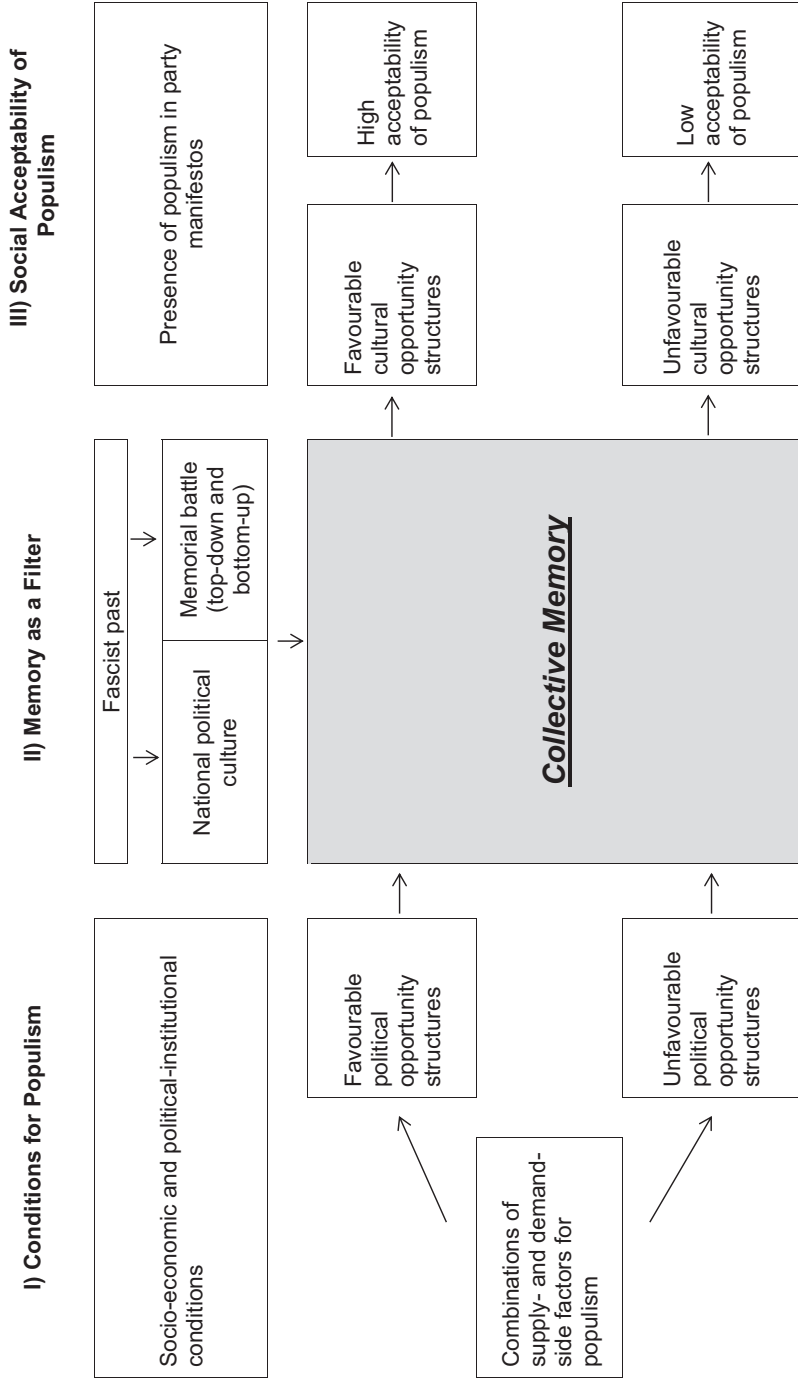 I) Conditions for Populism
II) Memory as a Filter
III) Social Acceptability of
Populism
Socio-economic and political-institutional
conditions
Fascist past
National political
culture
Memorial battle
(top-down and
bottom-up)
Presence of populism in party
manifestos
Combinations of
supply- and demand-
side factors for
populism
Favourable
political
opportunity
structures
Unfavourable
political
opportunity
structures
Collective Memory
Favourable
cultural
opportunity
structures
High
acceptability
of populism
Unfavourable
cultural
opportunity
structures
Low
acceptability
of populism